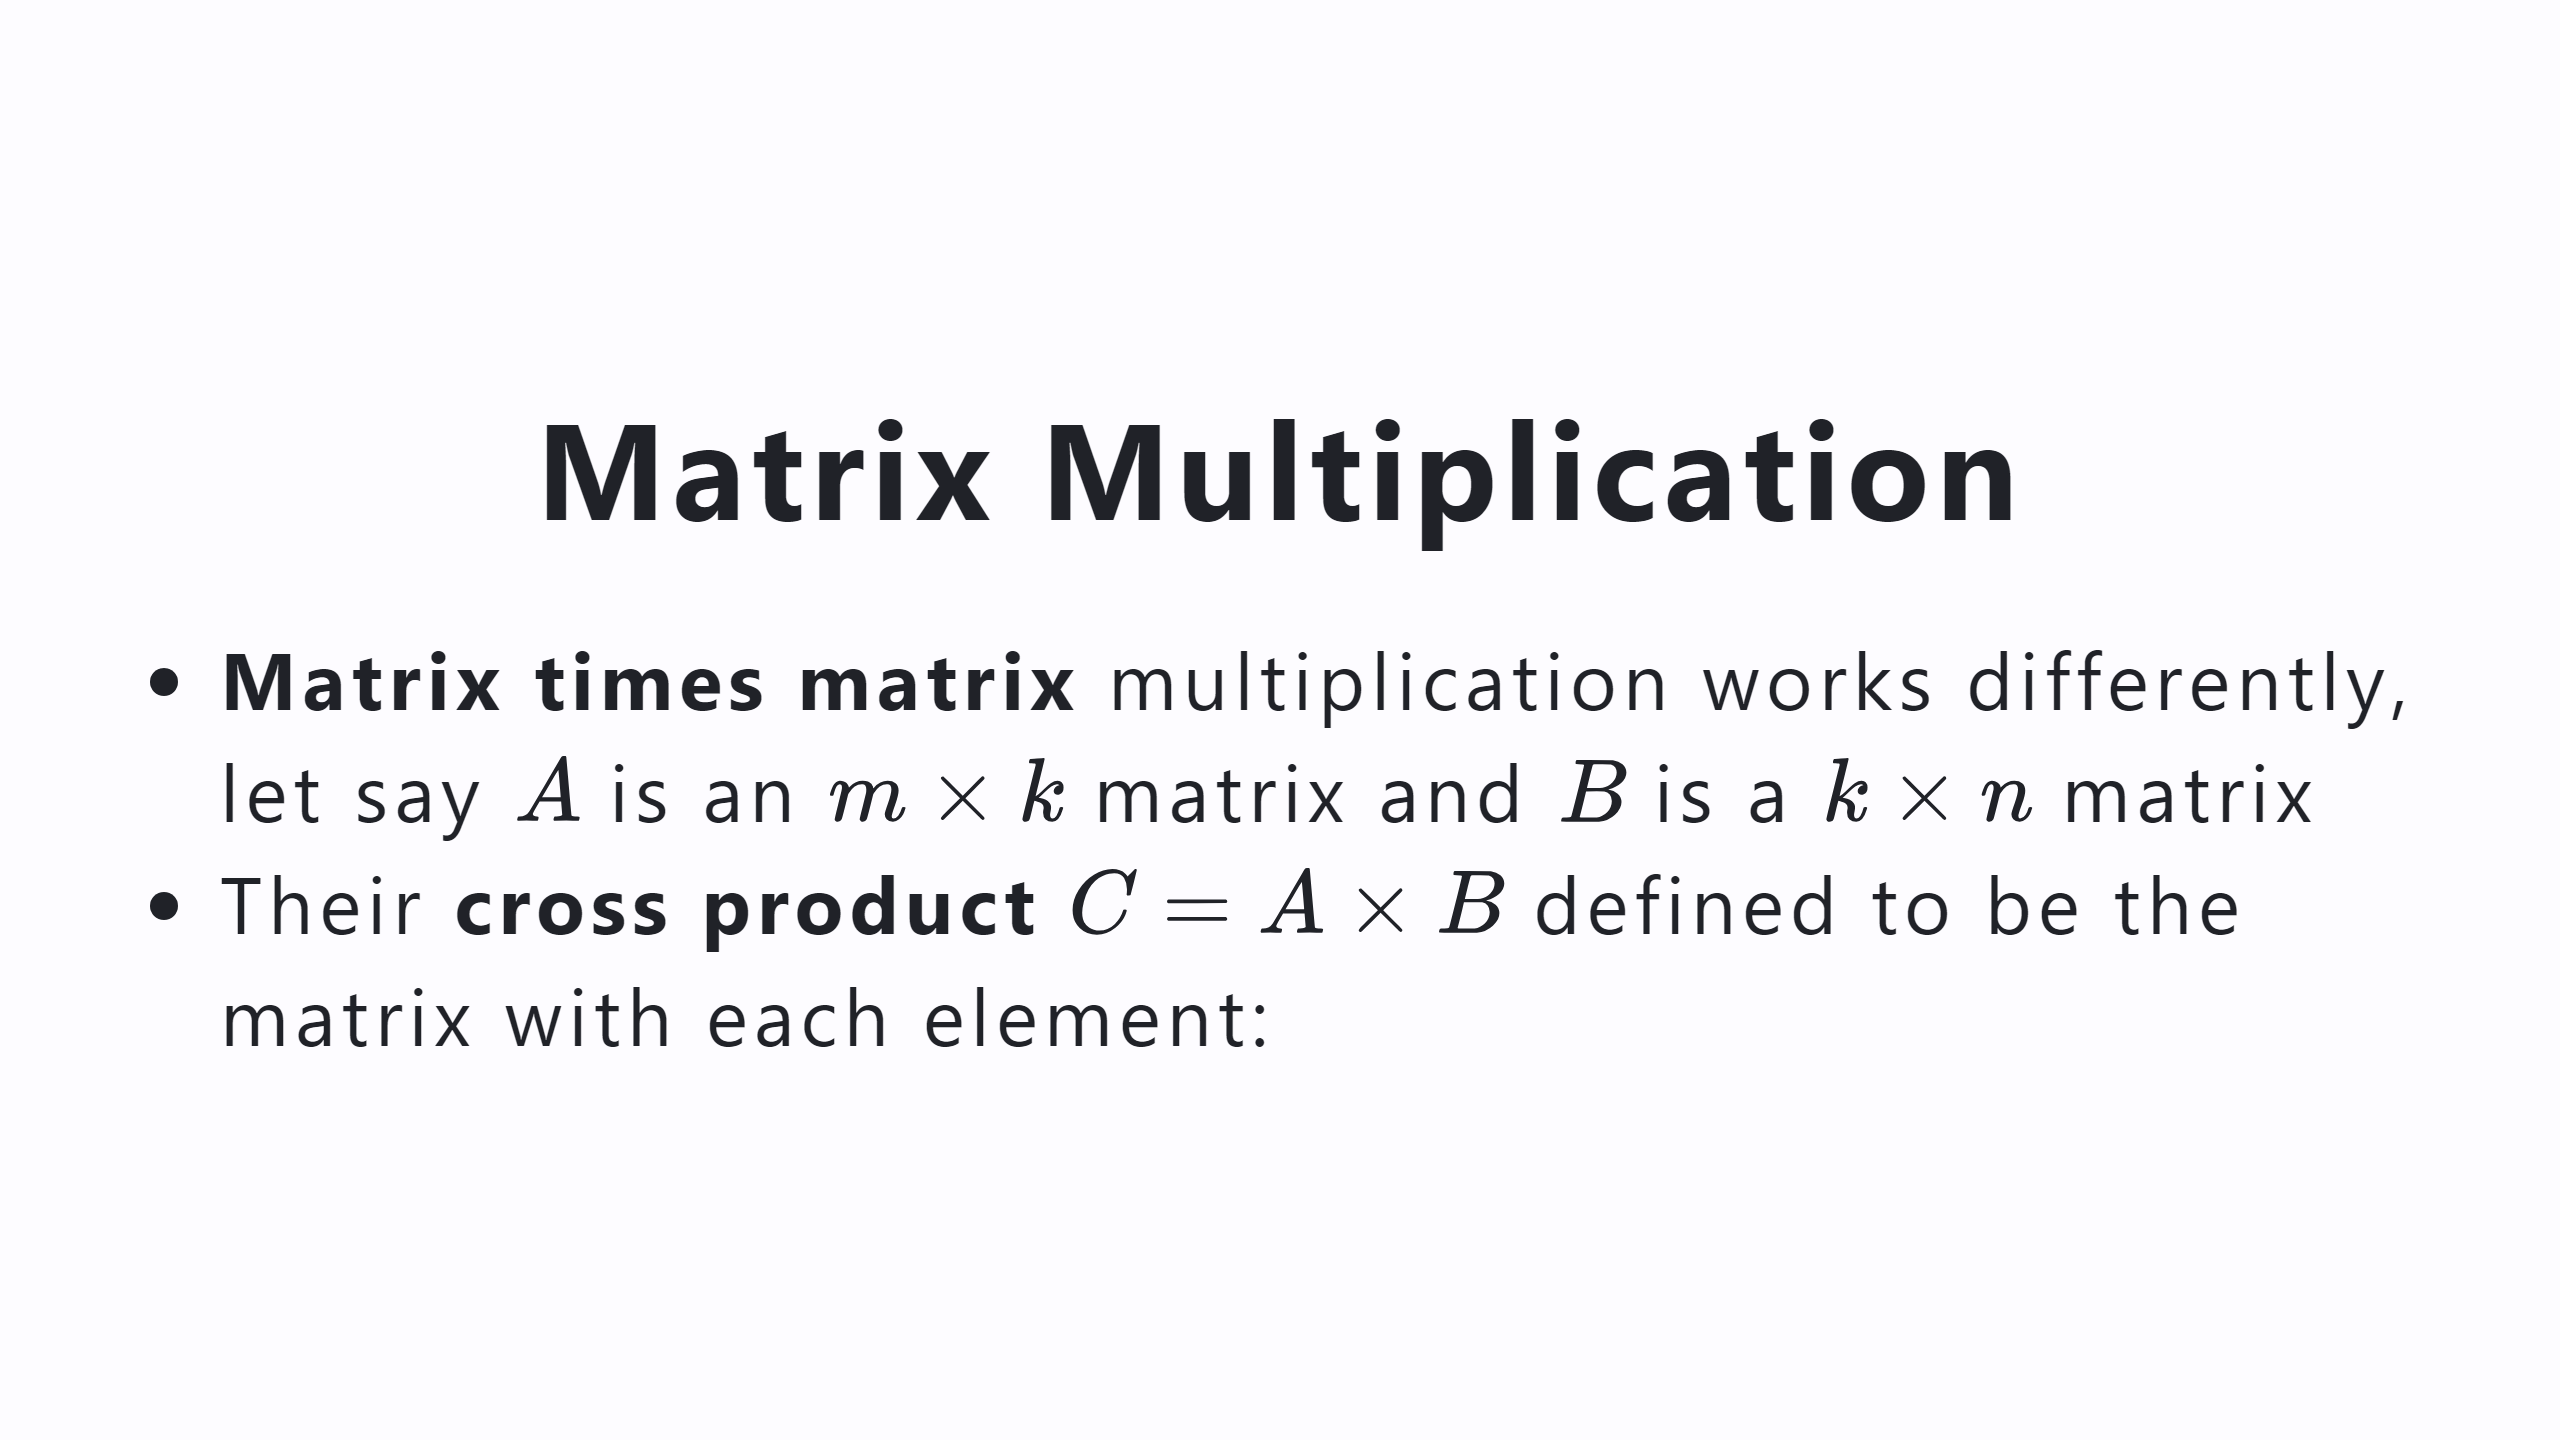 Matrix Multiplication
• Matrix times matrix multiplication works differently,
let say A is an m × k matrix and B is a k × n matrix
• Their cross product C = A × B defined to be the
matrix with each element: